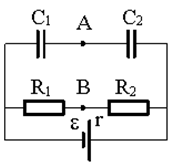 C₁ A C₂
R₁ B R₂
ε r